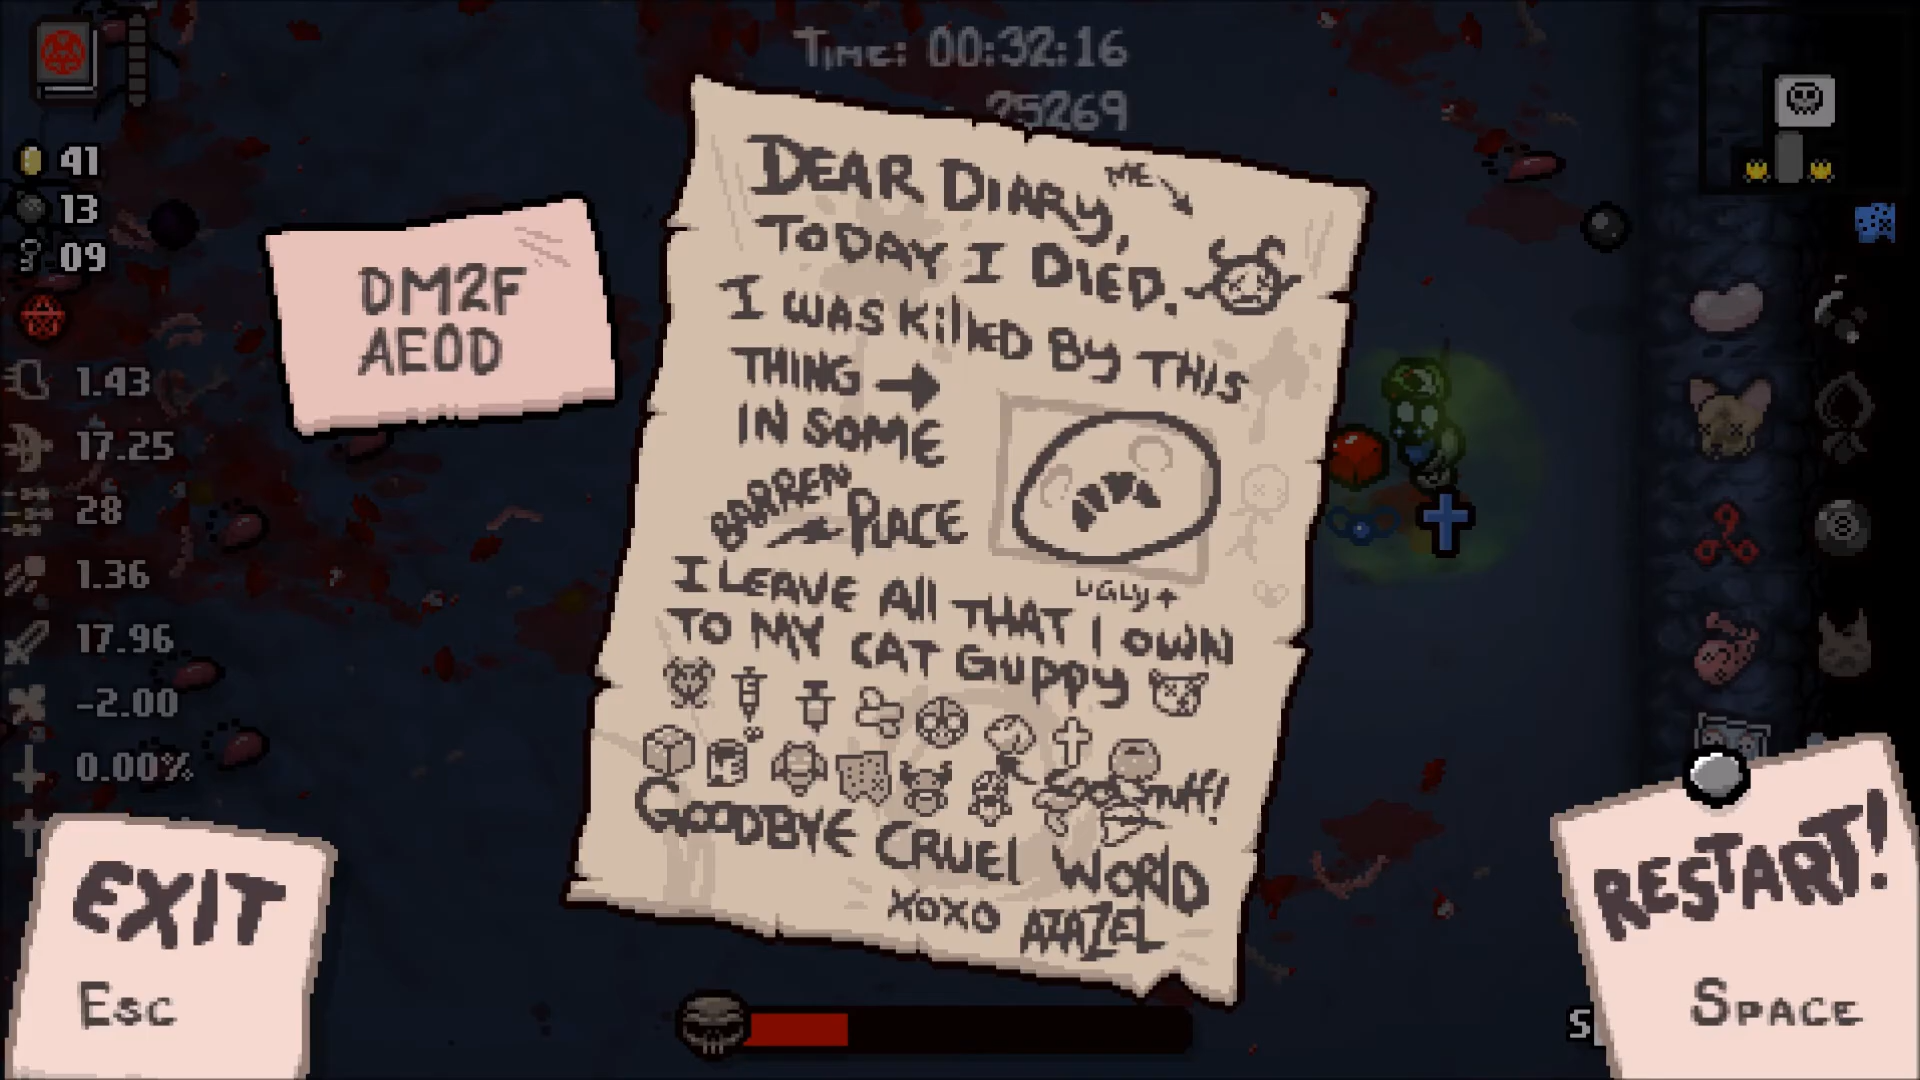 Time: 00:32:16
25269
41
13
09
1.43
17.25
28
1.36
17.96
-2.00
0.00%
DM2F
AE0D
DEAR DIARY,
ME
TODAY I DIED.
I WAS KILLED BY THIS
THING
IN SOME
BARREN PLACE
UGLY
I LEAVE ALL THAT I OWN
TO MY CAT GUPPY
GOODBYE CRUEL WORLD
XOXO AZAZEL
EXIT
Esc
RESTART!
SPACE
S